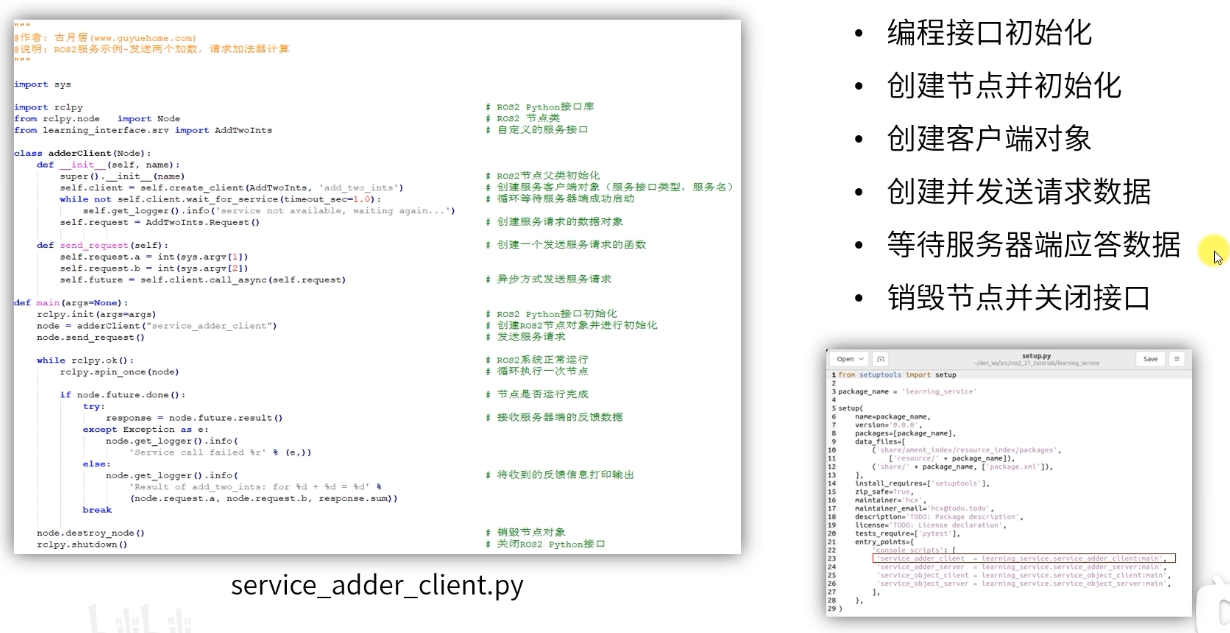 """
@作者: 古月居(www.guyuehome.com)
@说明: ROS2服务示例-发送两个加数，请求加法器计算
"""
import sys
import rclpy # ROS2 Python接口库
from rclpy.node import Node # ROS2 节点类
from learning_interface.srv import AddTwoInts # 自定义的服务接口
class adderClient(Node):
def __init__(self, name):
super().__init__(name) # ROS2节点父类初始化
self.client = self.create_client(AddTwoInts, 'add_two_ints') # 创建服务客户端对象（服务接口类型，服务名）
while not self.client.wait_for_service(timeout_sec=1.0): # 循环等待服务器端成功启动
self.get_logger().info('service not available, waiting again...')
self.request = AddTwoInts.Request() # 创建服务请求的数据对象
def send_request(self): # 创建一个发送服务请求的函数
self.request.a = int(sys.argv[1])
self.request.b = int(sys.argv[2])
self.future = self.client.call_async(self.request) # 异步方式发送服务请求
def main(args=None):
rclpy.init(args=args) # ROS2 Python接口初始化
node = adderClient("service_adder_client") # 创建ROS2节点对象并进行初始化
node.send_request() # 发送服务请求
while rclpy.ok(): # ROS2系统正常运行
rclpy.spin_once(node) # 循环执行一次节点
if node.future.done(): # 节点是否运行完成
try:
response = node.future.result() # 接收服务器端的反馈数据
except Exception as e:
node.get_logger().info(
'Service call failed %r' % (e,))
else:
node.get_logger().info( # 将收到的反馈信息打印输出
'Result of add_two_ints: for %d + %d = %d' %
(node.request.a, node.request.b, response.sum))
break
node.destroy_node() # 销毁节点对象
rclpy.shutdown() # 关闭ROS2 Python接口
service_adder_client.py
• 编程接口初始化
• 创建节点并初始化
• 创建客户端对象
• 创建并发送请求数据
• 等待服务器端应答数据
• 销毁节点并关闭接口
Open setup.py Save
~/dev_ws/src/ros2_21_tutorials/learning_service
1 from setuptools import setup
2
3 package_name = 'learning_service'
4
5 setup(
6 name=package_name,
7 version='0.0.0',
8 packages=[package_name],
9 data_files=[
10 ('share/ament_index/resource_index/packages',
11 ['resource/' + package_name]),
12 ('share/' + package_name, ['package.xml']),
13 ],
14 install_requires=['setuptools'],
15 zip_safe=True,
16 maintainer='hcx',
17 maintainer_email='hcx@todo.todo',
18 description='TODO: Package description',
19 license='TODO: License declaration',
20 tests_require=['pytest'],
21 entry_points={
22 'console_scripts': [
23 'service_adder_client = learning_service.service_adder_client:main',
24 'service_adder_server = learning_service.service_adder_server:main',
25 'service_object_client = learning_service.service_object_client:main',
26 'service_object_server = learning_service.service_object_server:main',
27 ],
28 },
29 )